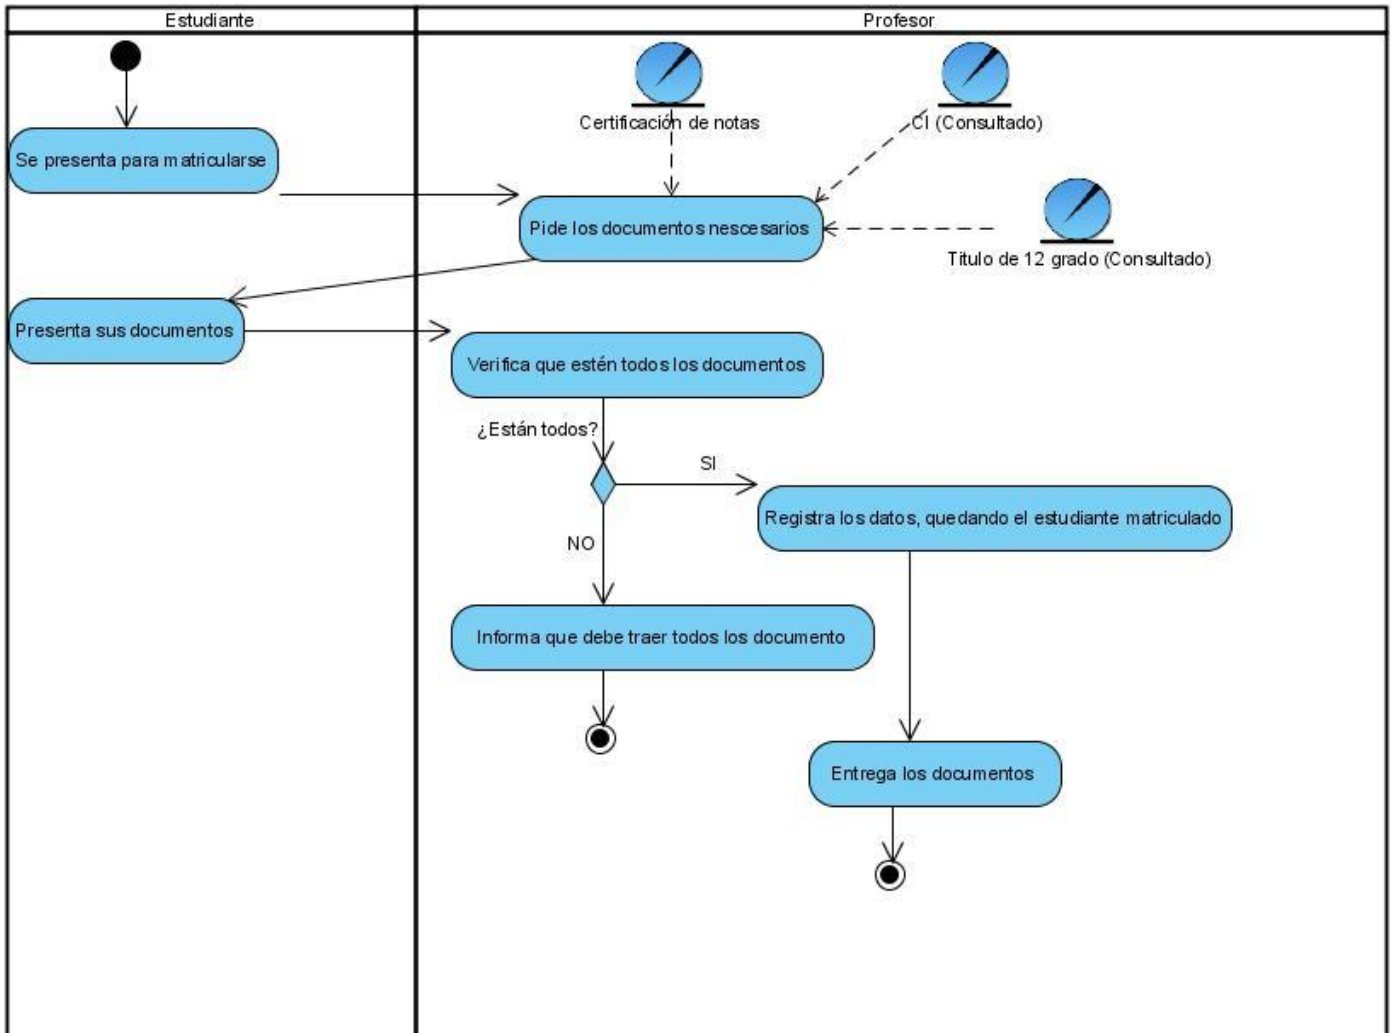 Estudiante
Profesor
Certificación de notas
CI (Consultado)
Se presenta para matricularse
Pide los documentos nescesarios
Titulo de 12 grado (Consultado)
Presenta sus documentos
Verifica que estén todos los documentos
¿Están todos?
SI
Registra los datos, quedando el estudiante matriculado
NO
Informa que debe traer todos los documento
Entrega los documentos